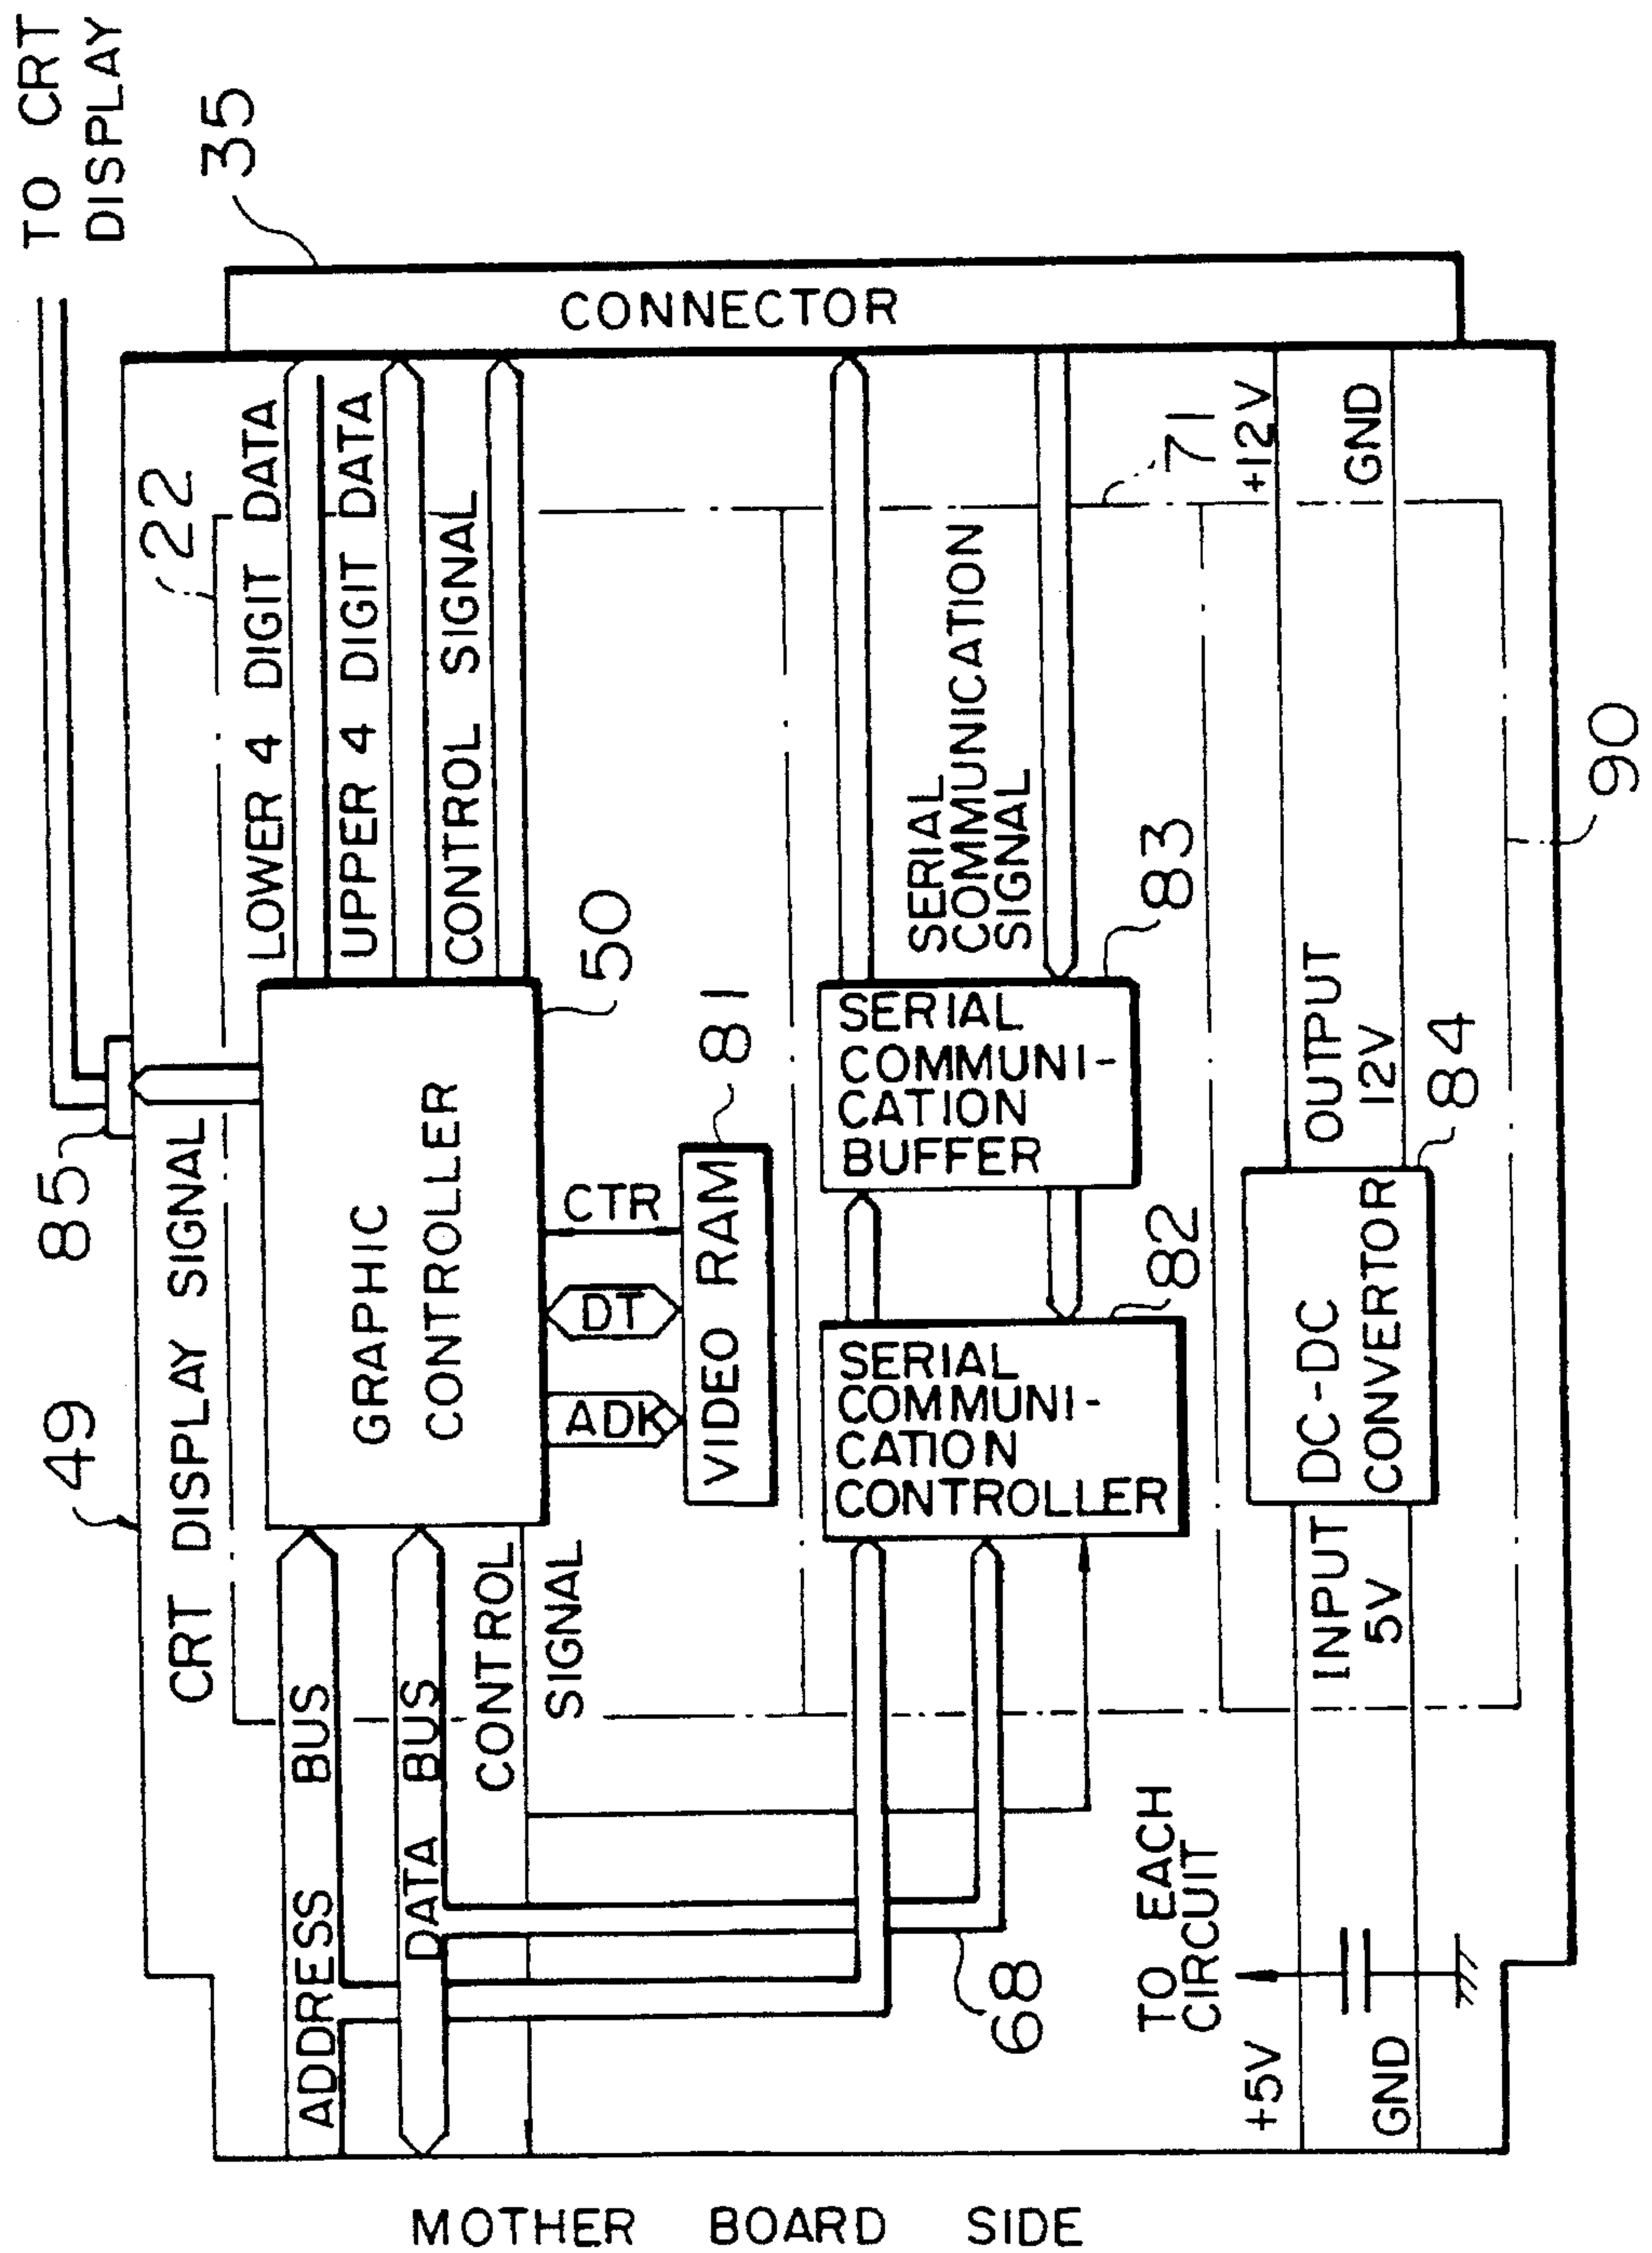 TO CRT
DISPLAY
35
CONNECTOR
85
49
CRT DISPLAY SIGNAL
22
LOWER 4 DIGIT DATA
UPPER 4 DIGIT DATA
CONTROL SIGNAL
ADDRESS BUS
DATA BUS
CONTROL
SIGNAL
GRAPHIC
CONTROLLER
50
ADK
DT
CTR
VIDEO RAM
81
68
SERIAL
COMMUNI-
CATION
CONTROLLER
82
SERIAL
COMMUNI-
CATION
BUFFER
83
SERIAL
COMMUNICATION
SIGNAL
71
TO EACH
CIRCUIT
+5V
GND
INPUT
5V
DC-DC
CONVERTOR
84
OUTPUT
12V
+12V
GND
90
MOTHER BOARD SIDE